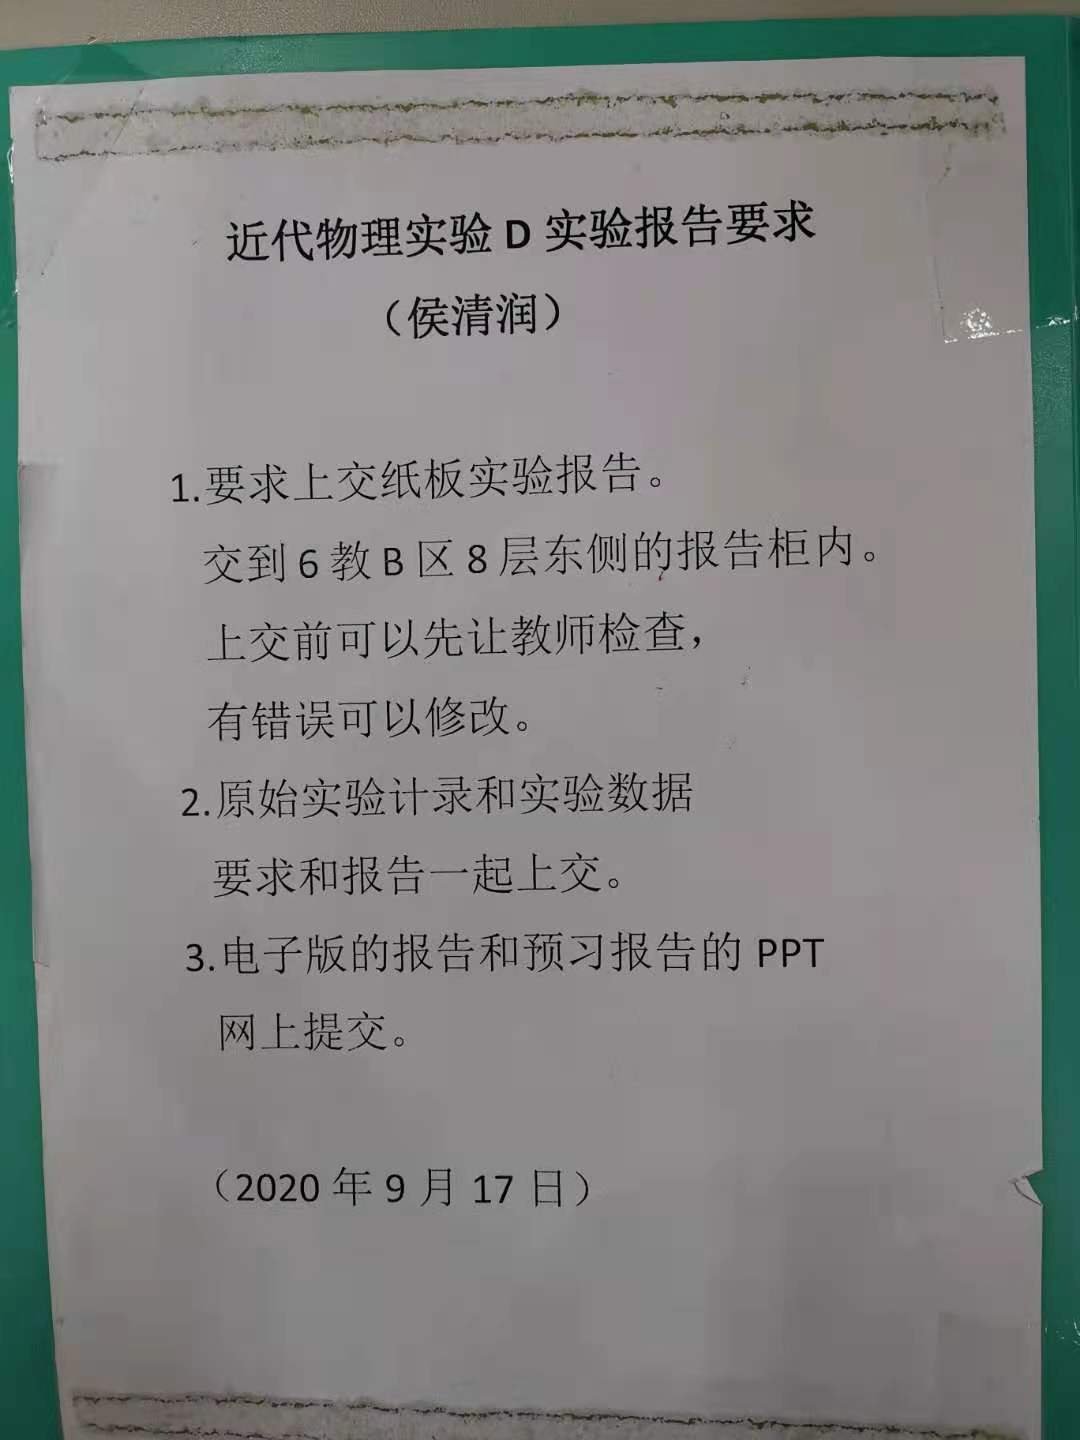 近代物理实验 D 实验报告要求
（侯清润）
1.要求上交纸板实验报告。
交到 6 教 B 区 8 层东侧的报告柜内。
上交前可以先让教师检查，
有错误可以修改。
2.原始实验计录和实验数据
要求和报告一起上交。
3.电子版的报告和预习报告的 PPT
网上提交。
（2020 年 9 月 17 日）